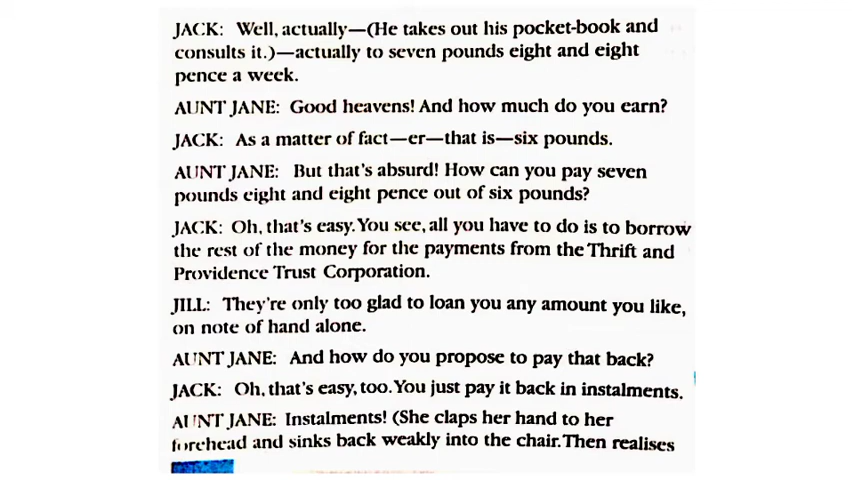 JACK: Well, actually—(He takes out his pocket-book and
consults it.)—actually to seven pounds eight and eight
pence a week.
AUNT JANE: Good heavens! And how much do you earn?
JACK: As a matter of fact—er—that is—six pounds.
AUNT JANE: But that's absurd! How can you pay seven
pounds eight and eight pence out of six pounds?
JACK: Oh, that's easy. You see, all you have to do is to borrow
the rest of the money for the payments from the Thrift and
Providence Trust Corporation.
JILL: They're only too glad to loan you any amount you like,
on note of hand alone.
AUNT JANE: And how do you propose to pay that back?
JACK: Oh, that's easy, too. You just pay it back in instalments.
AUNT JANE: Instalments! (She claps her hand to her
forehead and sinks back weakly into the chair. Then realises